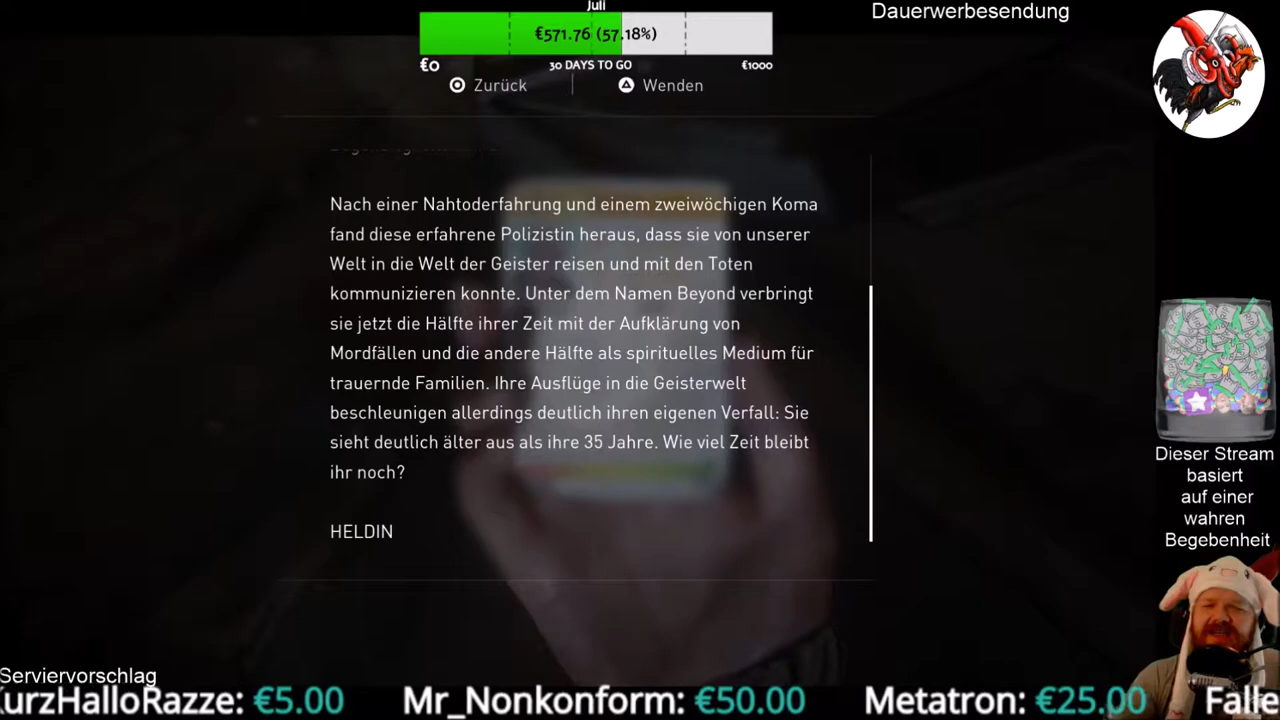 Juli
€571.76 (57.18%)
€0 30 DAYS TO GO €1000
Zurück Wenden
Dauerwerbesendung
Nach einer Nahtoderfahrung und einem zweiwöchigen Koma
fand diese erfahrene Polizistin heraus, dass sie von unserer
Welt in die Welt der Geister reisen und mit den Toten
kommunizieren konnte. Unter dem Namen Beyond verbringt
sie jetzt die Hälfte ihrer Zeit mit der Aufklärung von
Mordfällen und die andere Hälfte als spirituelles Medium für
trauernde Familien. Ihre Ausflüge in die Geisterwelt
beschleunigen allerdings deutlich ihren eigenen Verfall: Sie
sieht deutlich älter aus als ihre 35 Jahre. Wie viel Zeit bleibt
ihr noch?
HELDIN
Dieser Stream
basiert
auf einer
wahren
Begebenheit
Serviervorschlag
KurzHalloRazze: €5.00 Mr_Nonkonform: €50.00 Metatron: €25.00 Falle